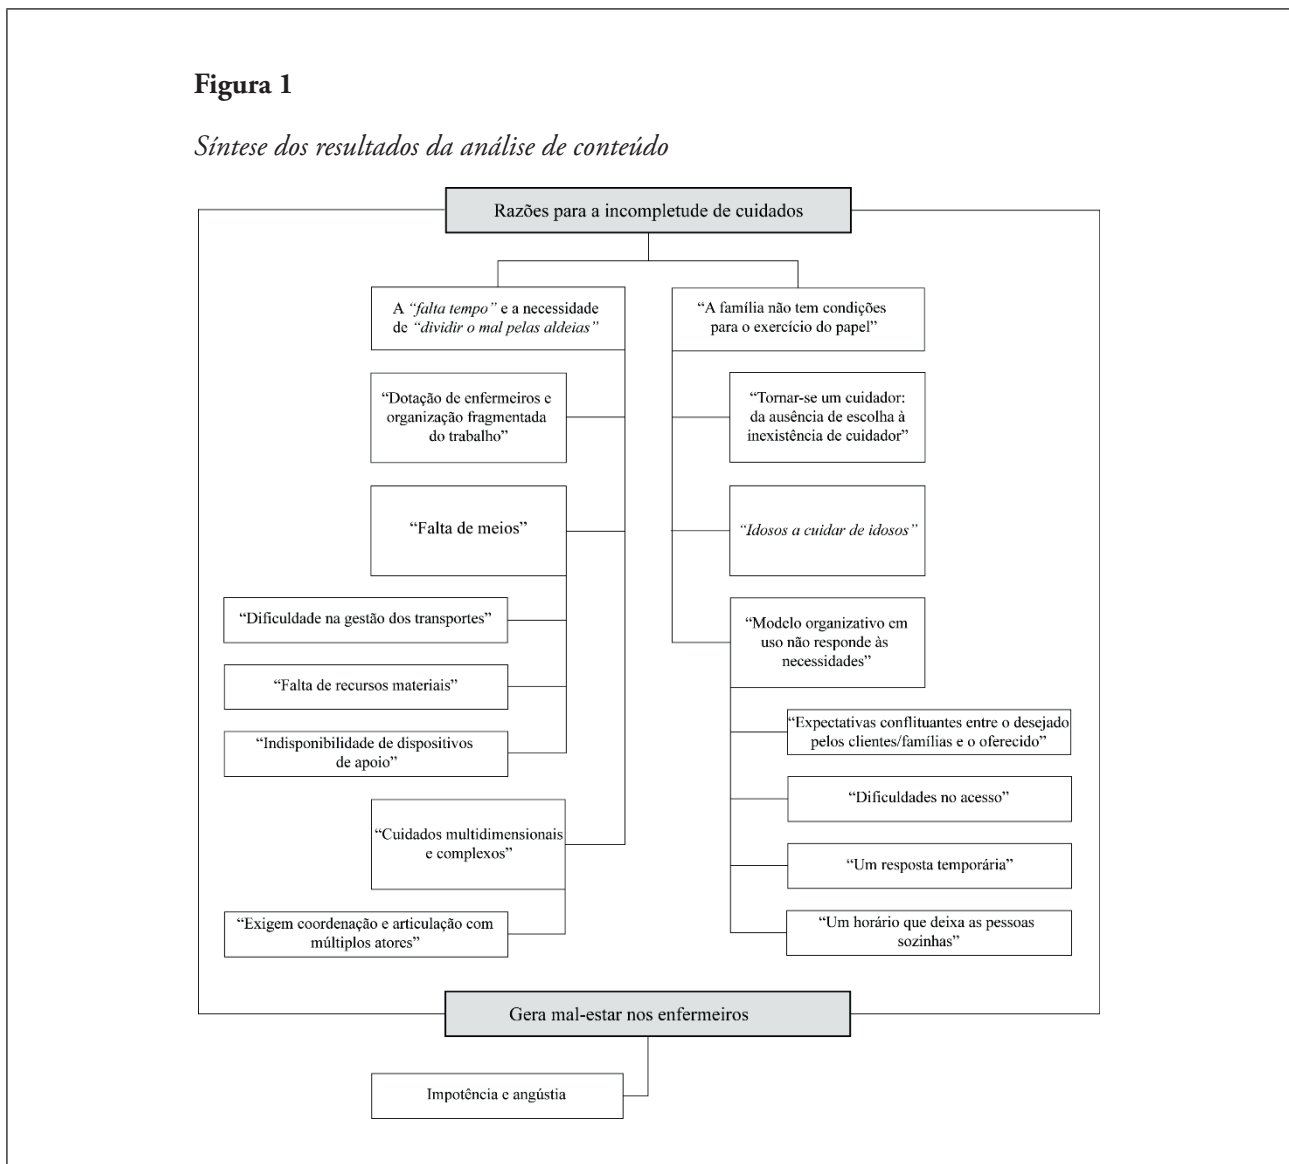 Figura 1
Síntese dos resultados da análise de conteúdo
Razões para a incompletude de cuidados
A “falta tempo” e a necessidade
de “dividir o mal pelas aldeias”
“Dotação de enfermeiros e
organização fragmentada
do trabalho”
“Falta de meios”
“Dificuldade na gestão dos transportes”
“Falta de recursos materiais”
“Indisponibilidade de dispositivos
de apoio”
“Cuidados multidimensionais
e complexos”
“Exigem coordenação e articulação com
múltiplos atores”
“A família não tem condições
para o exercício do papel”
“Tornar-se um cuidador:
da ausência de escolha à
inexistência de cuidador”
“Idosos a cuidar de idosos”
“Modelo organizativo em
uso não responde às
necessidades”
“Expectativas conflituantes entre o desejado
pelos clientes/famílias e o oferecido”
“Dificuldades no acesso”
“Um resposta temporária”
“Um horário que deixa as pessoas
sozinhas”
Gera mal-estar nos enfermeiros
Impotência e angústia